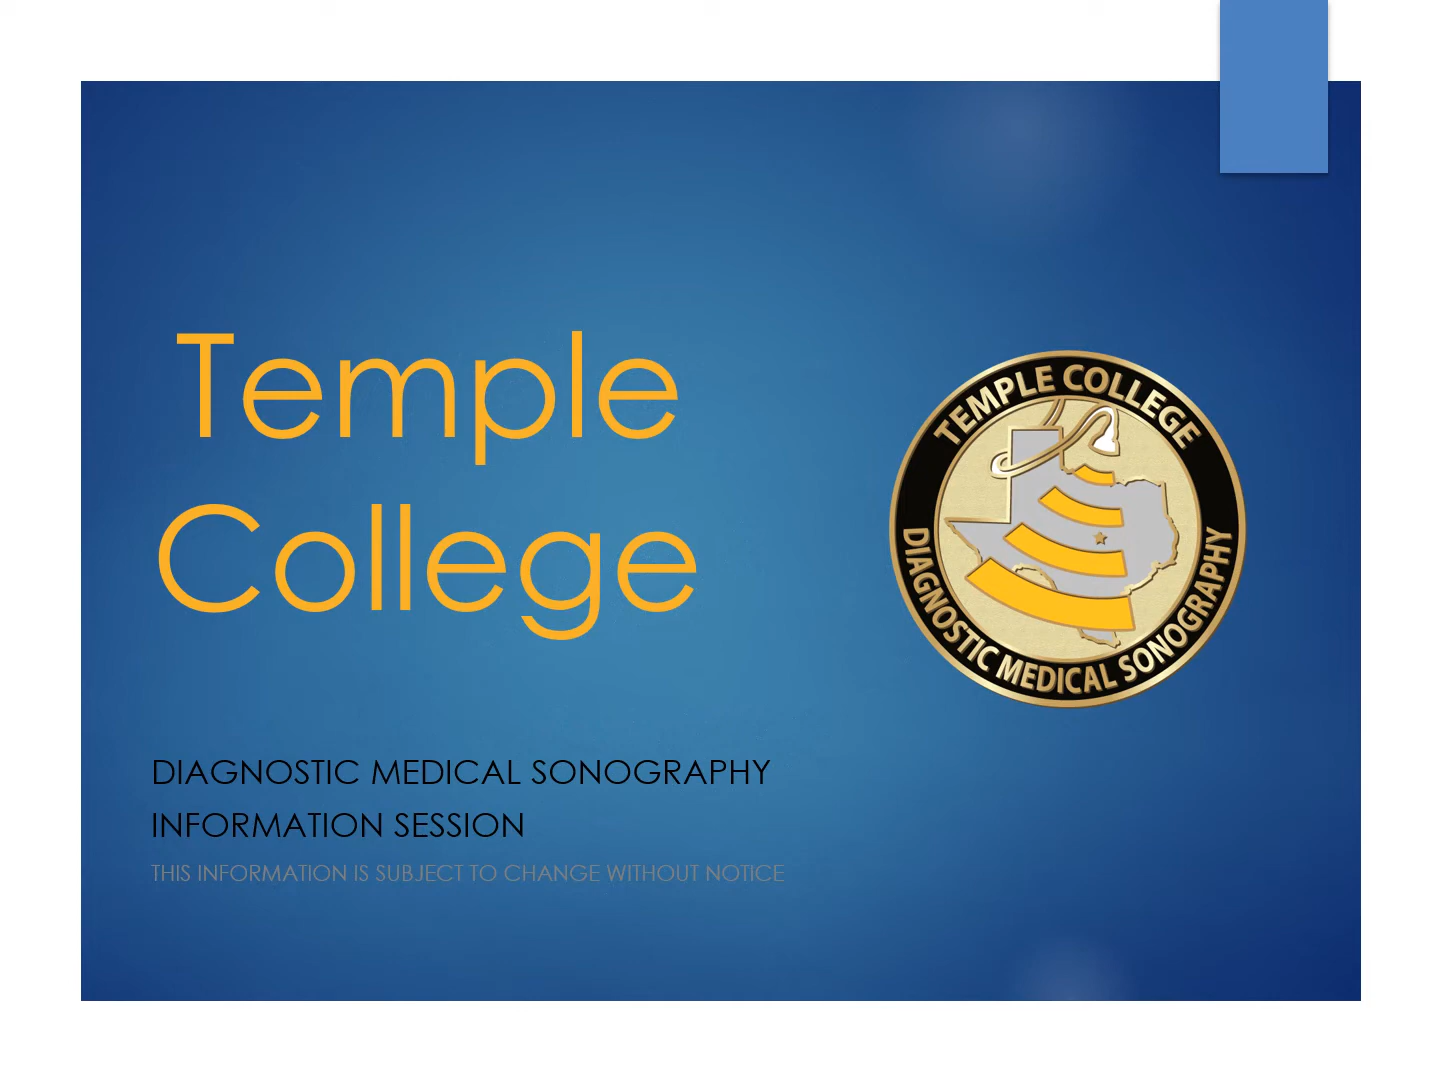 Temple
College
TEMPLE COLLEGE
DIAGNOSTIC MEDICAL SONOGRAPHY
DIAGNOSTIC MEDICAL SONOGRAPHY
INFORMATION SESSION
THIS INFORMATION IS SUBJECT TO CHANGE WITHOUT NOTICE